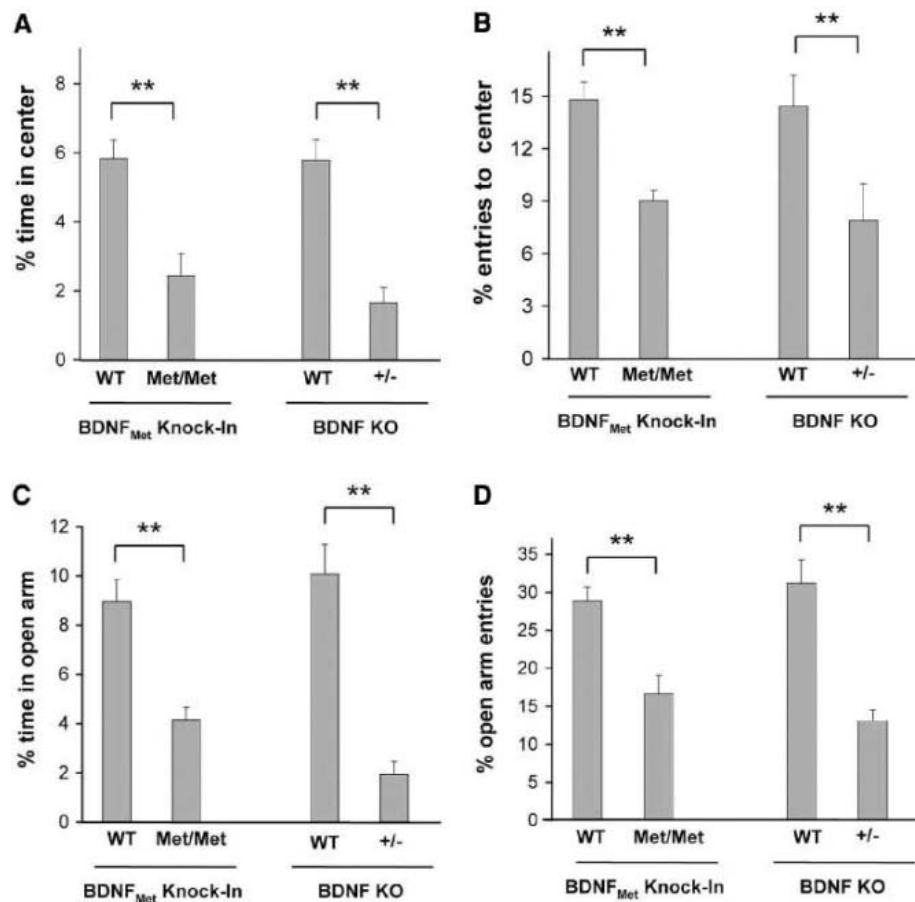 A
% time in center
8
6
4
2
0
**
**
WT Met/Met WT +/-
BDNFMet Knock-In BDNF KO
B
% entries to center
15
12
9
6
3
0
**
**
WT Met/Met WT +/-
BDNFMet Knock-In BDNF KO
C
% time in open arm
12
10
8
6
4
2
0
**
**
WT Met/Met WT +/-
BDNFMet Knock-In BDNF KO
D
% open arm entries
35
30
25
20
15
10
5
0
**
**
WT Met/Met WT +/-
BDNFMet Knock-In BDNF KO